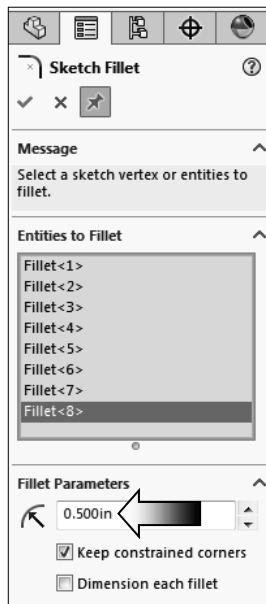 Sketch Fillet
Message
Select a sketch vertex or entities to
fillet.
Entities to Fillet
Fillet<1>
Fillet<2>
Fillet<3>
Fillet<4>
Fillet<5>
Fillet<6>
Fillet<7>
Fillet<8>
Fillet Parameters
0.500in
Keep constrained corners
Dimension each fillet